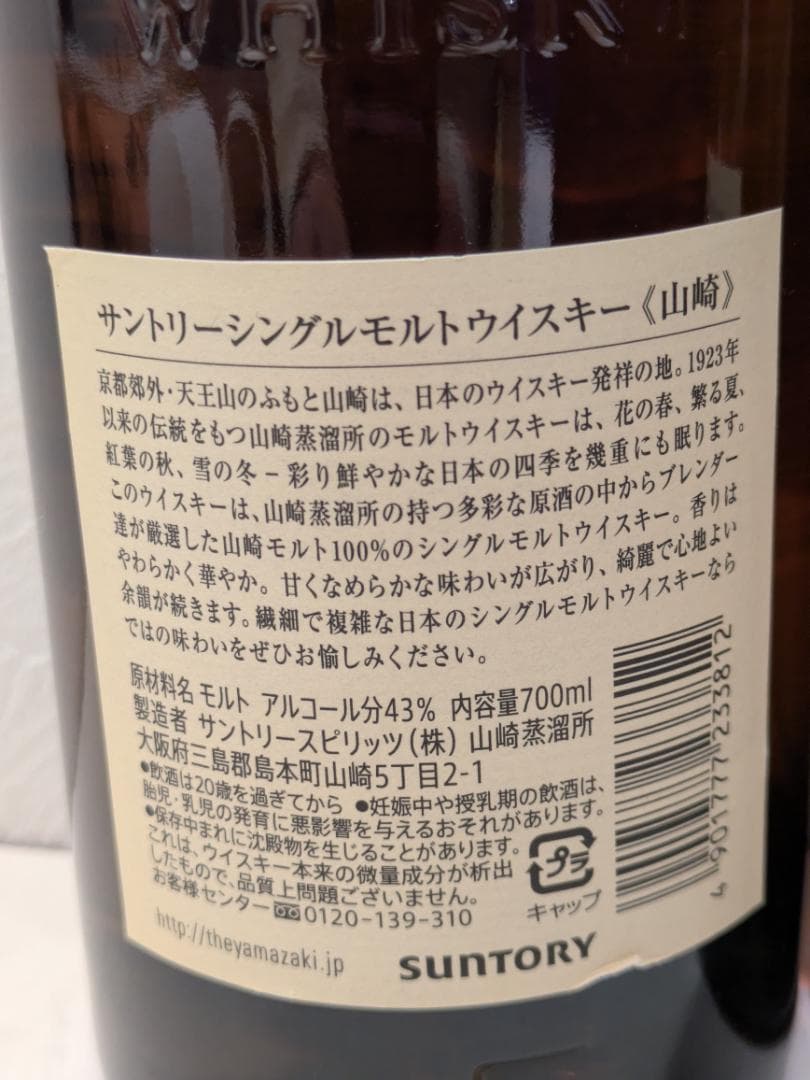 WHISKY
サントリーシングルモルトウイスキー《山崎》
京都郊外・天王山のふもと山崎は、日本のウイスキー発祥の地。1923年
以来の伝統をもつ山崎蒸溜所のモルトウイスキーは、花の春、繁る夏、
紅葉の秋、雪の冬−彩り鮮やかな日本の四季を幾重にも眠ります。
このウイスキーは、山崎蒸溜所の持つ多彩な原酒の中からブレンダー
達が厳選した山崎モルト100%のシングルモルトウイスキー。香りは
やわらかく華やか。甘くなめらかな味わいが広がり、綺麗で心地よい
余韻が続きます。繊細で複雑な日本のシングルモルトウイスキーなら
ではの味わいをぜひお愉しみください。
原材料名 モルト アルコール分43% 内容量700ml
製造者 サントリースピリッツ(株) 山崎蒸溜所
大阪府三島郡島本町山崎5丁目2-1
●飲酒は20歳を過ぎてから ●妊娠中や授乳期の飲酒は、
胎児・乳児の発育に悪影響を与えるおそれがあります。
●保存中まれに沈殿物を生じることがあります。
これは、ウイスキー本来の微量成分が析出
したもので、品質上問題ございません。
お客様センター 0120-139-310
プラ
キャップ
4 901777 233812
http://theyamazaki.jp
SUNTORY